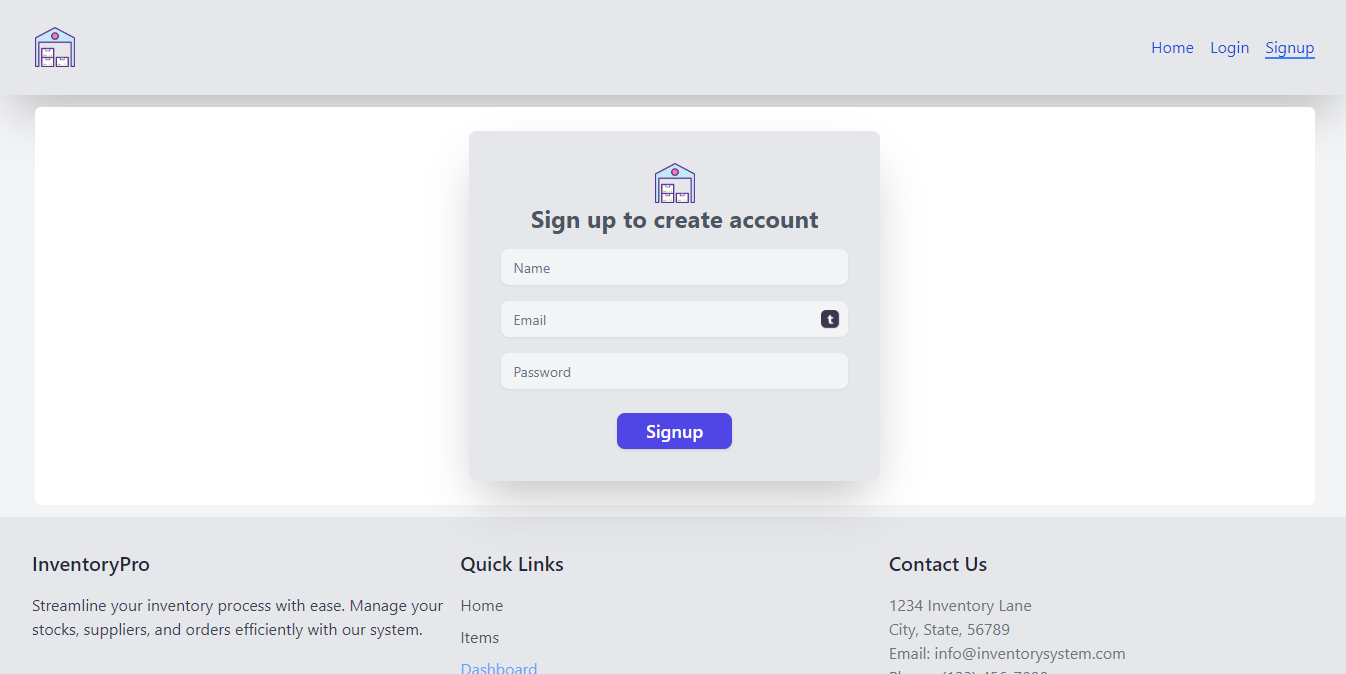 Home Login Signup
Sign up to create account
Name
Email
t
Password
Signup
InventoryPro
Streamline your inventory process with ease. Manage your
stocks, suppliers, and orders efficiently with our system.
Quick Links
Home
Items
Dashboard
Contact Us
1234 Inventory Lane
City, State, 56789
Email: info@inventorysystem.com